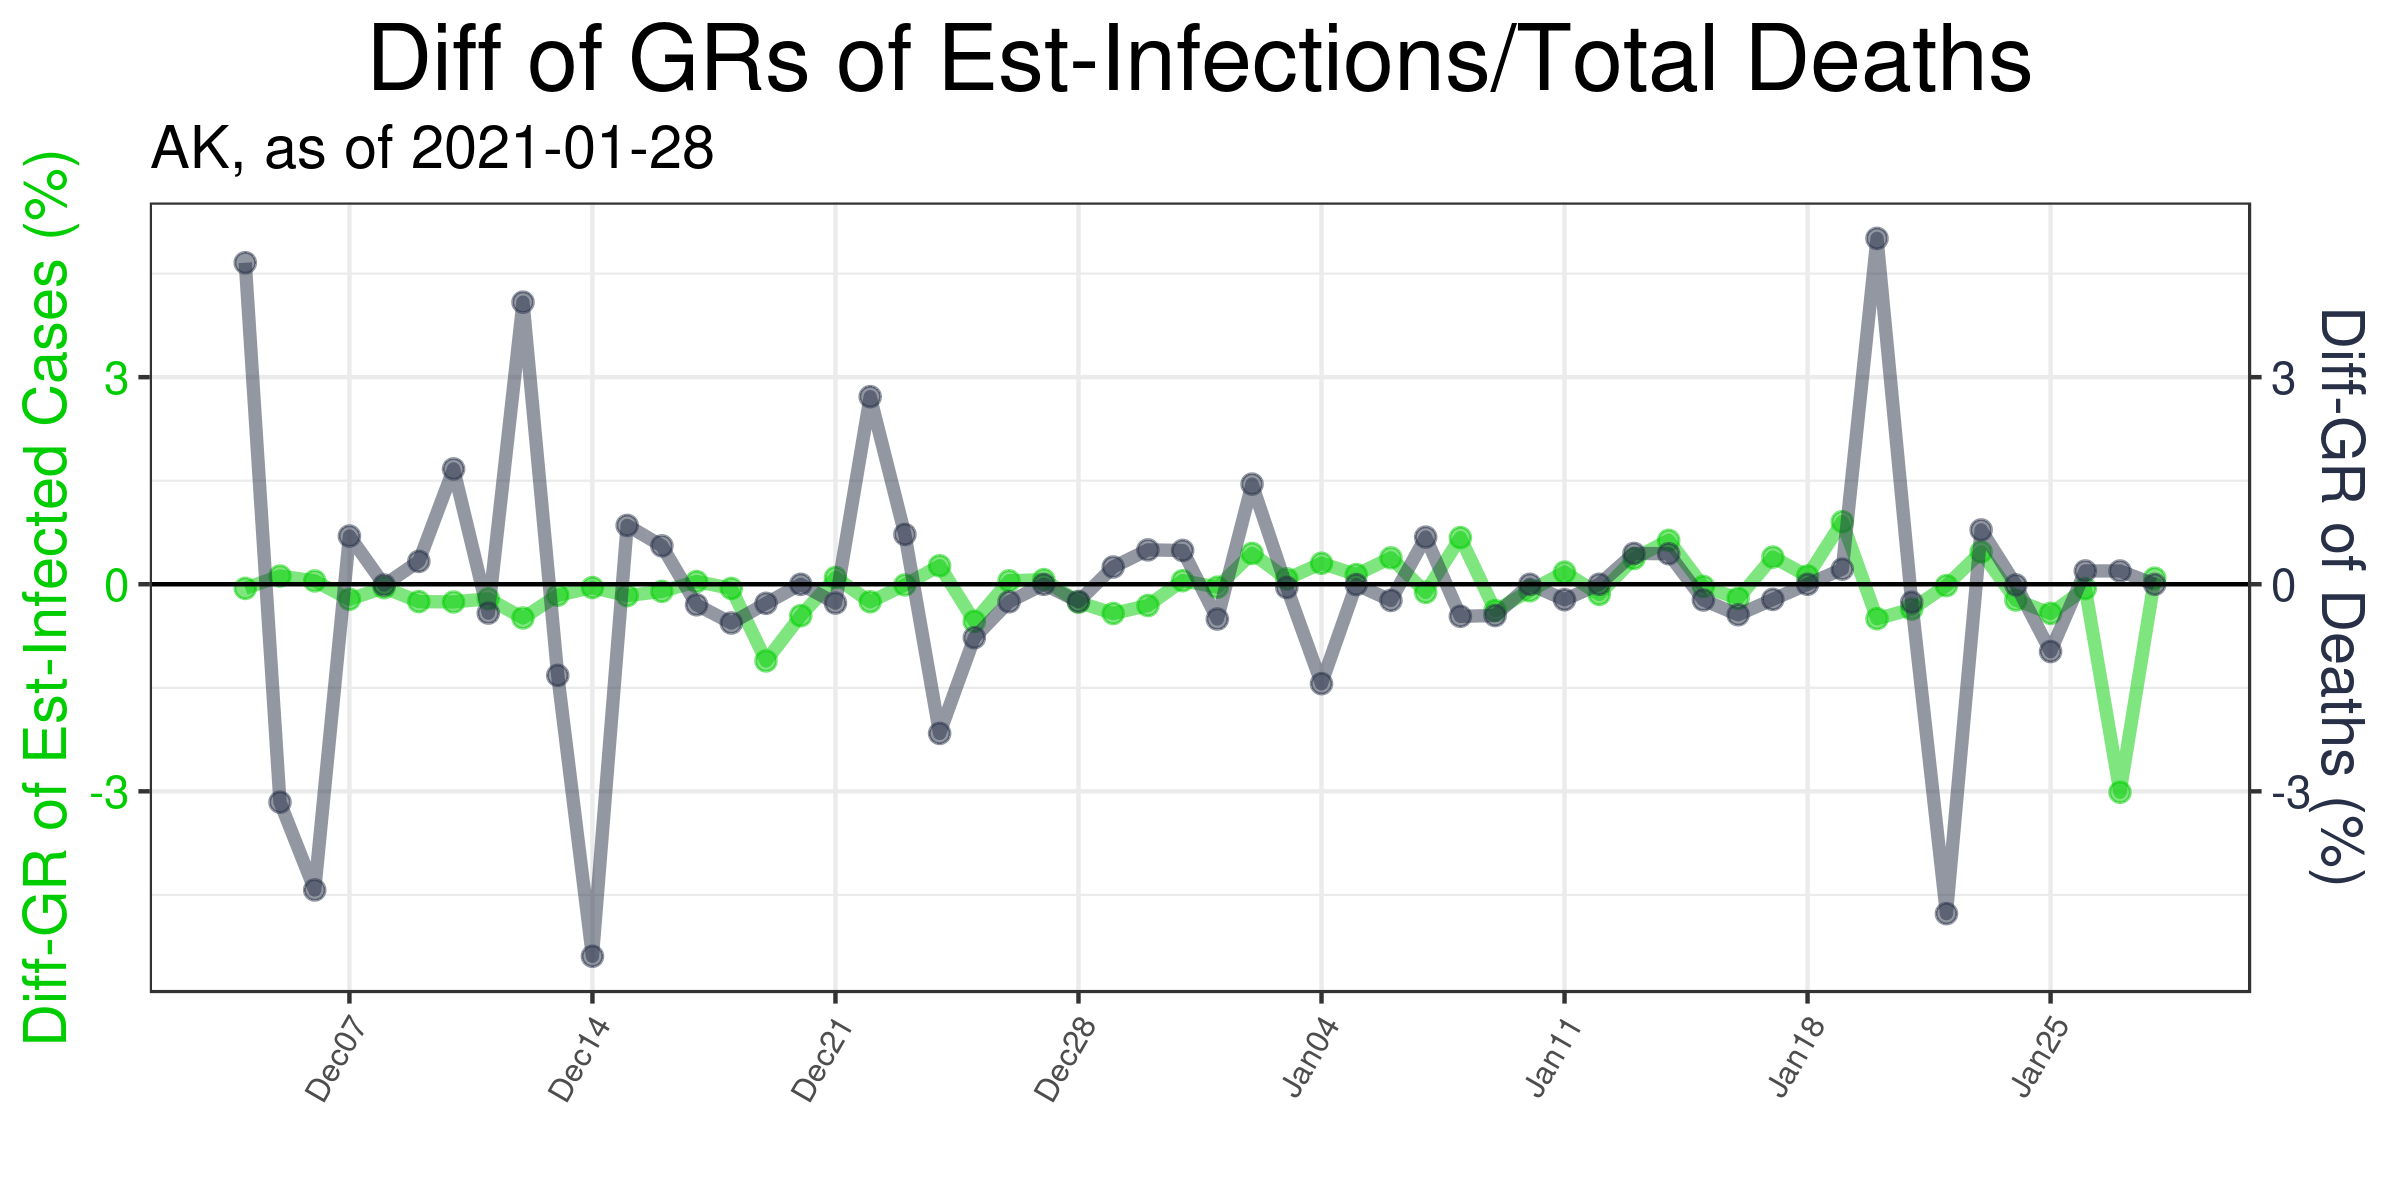 Diff of GRs of Est-Infections/Total Deaths
AK, as of 2021-01-28
Diff-GR of Est-Infected Cases (%)
3
0
-3
3
0
-3
Diff-GR of Deaths (%)
Dec07
Dec14
Dec21
Dec28
Jan04
Jan11
Jan18
Jan25